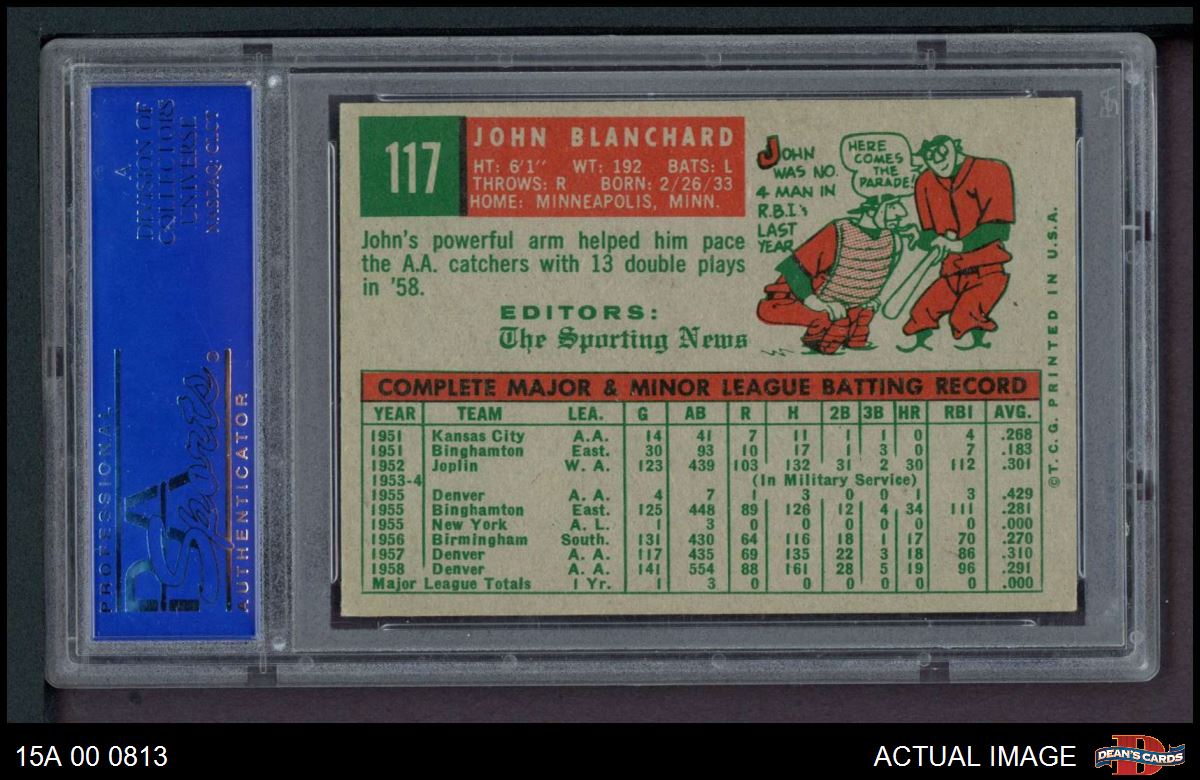 A
DIVISION OF
COLLECTORS
UNIVERSE
NASDAQ: CLCT
PROFESSIONAL
PSA
Sports ®
AUTHENTICATOR
117
JOHN BLANCHARD
HT: 6'1" WT: 192 BATS: L
THROWS: R BORN: 2/26/33
HOME: MINNEAPOLIS, MINN.
John's powerful arm helped him pace
the A.A. catchers with 13 double plays
in '58.
EDITORS:
The Sporting News
JOHN
WAS NO.
4 MAN IN
R.B.I.'s
LAST
YEAR
HERE
COMES
THE
PARADE!
COMPLETE MAJOR & MINOR LEAGUE BATTING RECORD
YEAR TEAM LEA. G AB R H 2B 3B HR RBI AVG.
1951 Kansas City A.A. 14 41 7 11 1 1 0 4 .268
1951 Binghamton East. 30 93 10 17 1 3 0 7 .183
1952 Joplin W. A. 123 439 103 132 31 2 30 112 .301
1953-4 (In Military Service)
1955 Denver A. A. 4 7 1 3 0 0 1 3 .429
1955 Binghamton East. 125 448 89 126 12 4 34 111 .281
1955 New York A. L. 1 3 0 0 0 0 0 0 .000
1956 Birmingham South. 131 430 64 116 18 1 17 70 .270
1957 Denver A. A. 117 435 69 135 22 3 18 86 .310
1958 Denver A. A. 141 554 88 161 28 5 19 96 .291
Major League Totals 1 Yr. 1 3 0 0 0 0 0 0 .000
© T. C. G. PRINTED IN U.S.A.
15A 00 0813
ACTUAL IMAGE
D
DEAN'S CARDS